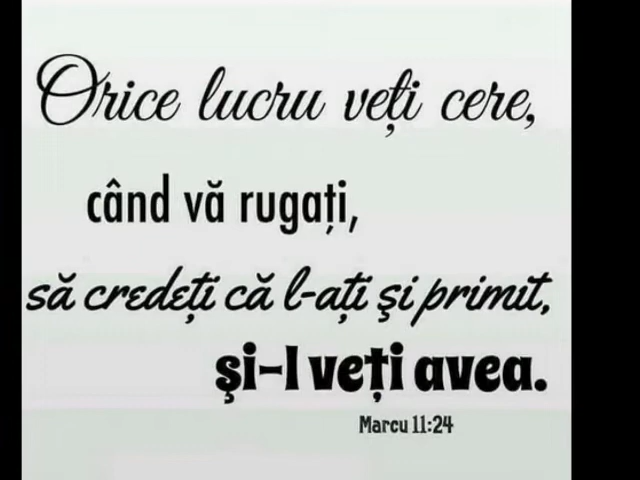 Orice lucru veți cere,
când vă rugați,
să credeți că l-ați și primit,
și-l veți avea.
Marcu 11:24